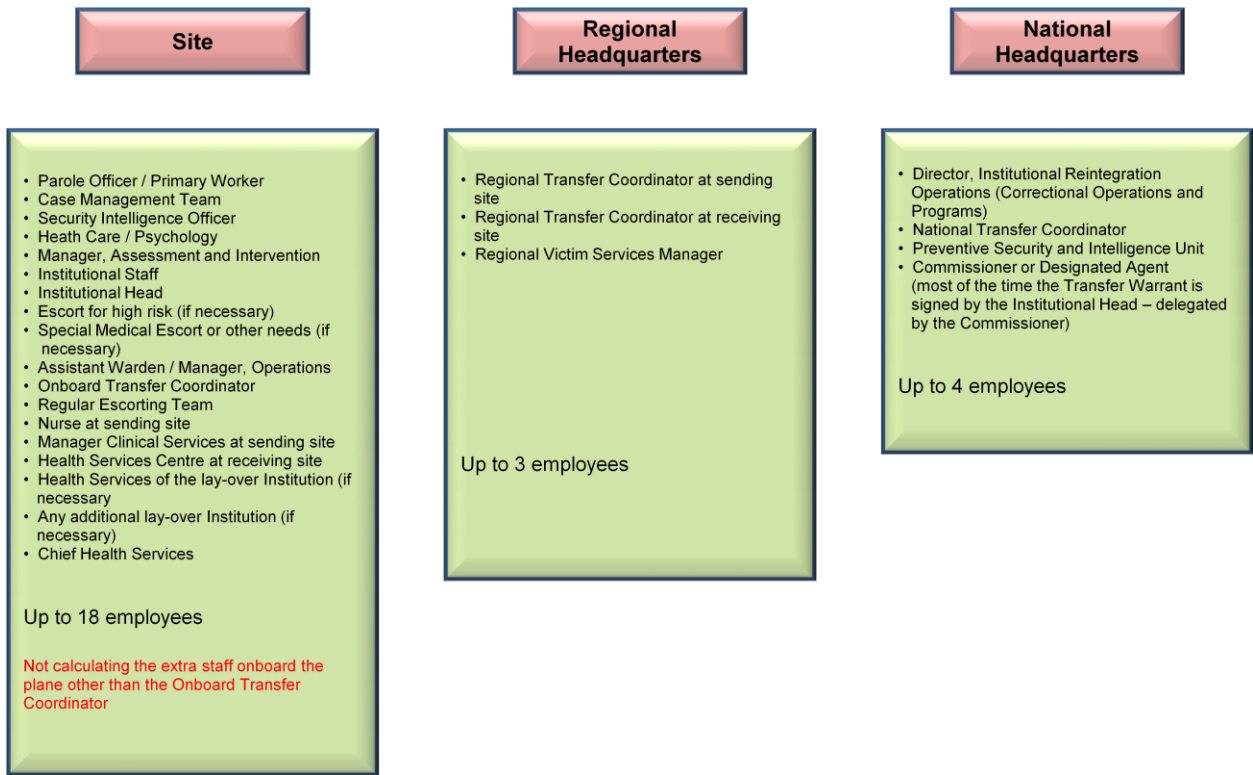 Site
• Parole Officer / Primary Worker
• Case Management Team
• Security Intelligence Officer
• Heath Care / Psychology
• Manager, Assessment and Intervention
• Institutional Staff
• Institutional Head
• Escort for high risk (if necessary)
• Special Medical Escort or other needs (if
necessary)
• Assistant Warden / Manager, Operations
• Onboard Transfer Coordinator
• Regular Escorting Team
• Nurse at sending site
• Manager Clinical Services at sending site
• Health Services Centre at receiving site
• Health Services of the lay-over Institution (if
necessary
• Any additional lay-over Institution (if
necessary)
• Chief Health Services
Up to 18 employees
Not calculating the extra staff onboard the
plane other than the Onboard Transfer
Coordinator
Regional
Headquarters
• Regional Transfer Coordinator at sending
site
• Regional Transfer Coordinator at receiving
site
• Regional Victim Services Manager
Up to 3 employees
National
Headquarters
• Director, Institutional Reintegration
Operations (Correctional Operations and
Programs)
• National Transfer Coordinator
• Preventive Security and Intelligence Unit
• Commissioner or Designated Agent
(most of the time the Transfer Warrant is
signed by the Institutional Head – delegated
by the Commissioner)
Up to 4 employees